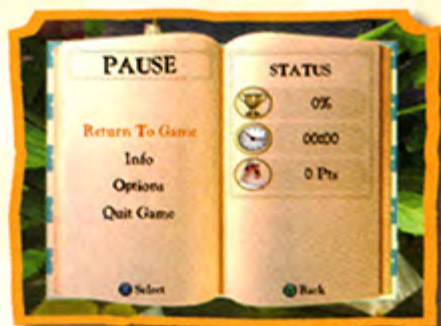 PAUSE
Return To Game
Info
Options
Quit Game
Select
STATUS
0%
00:00
0 Pts
Back